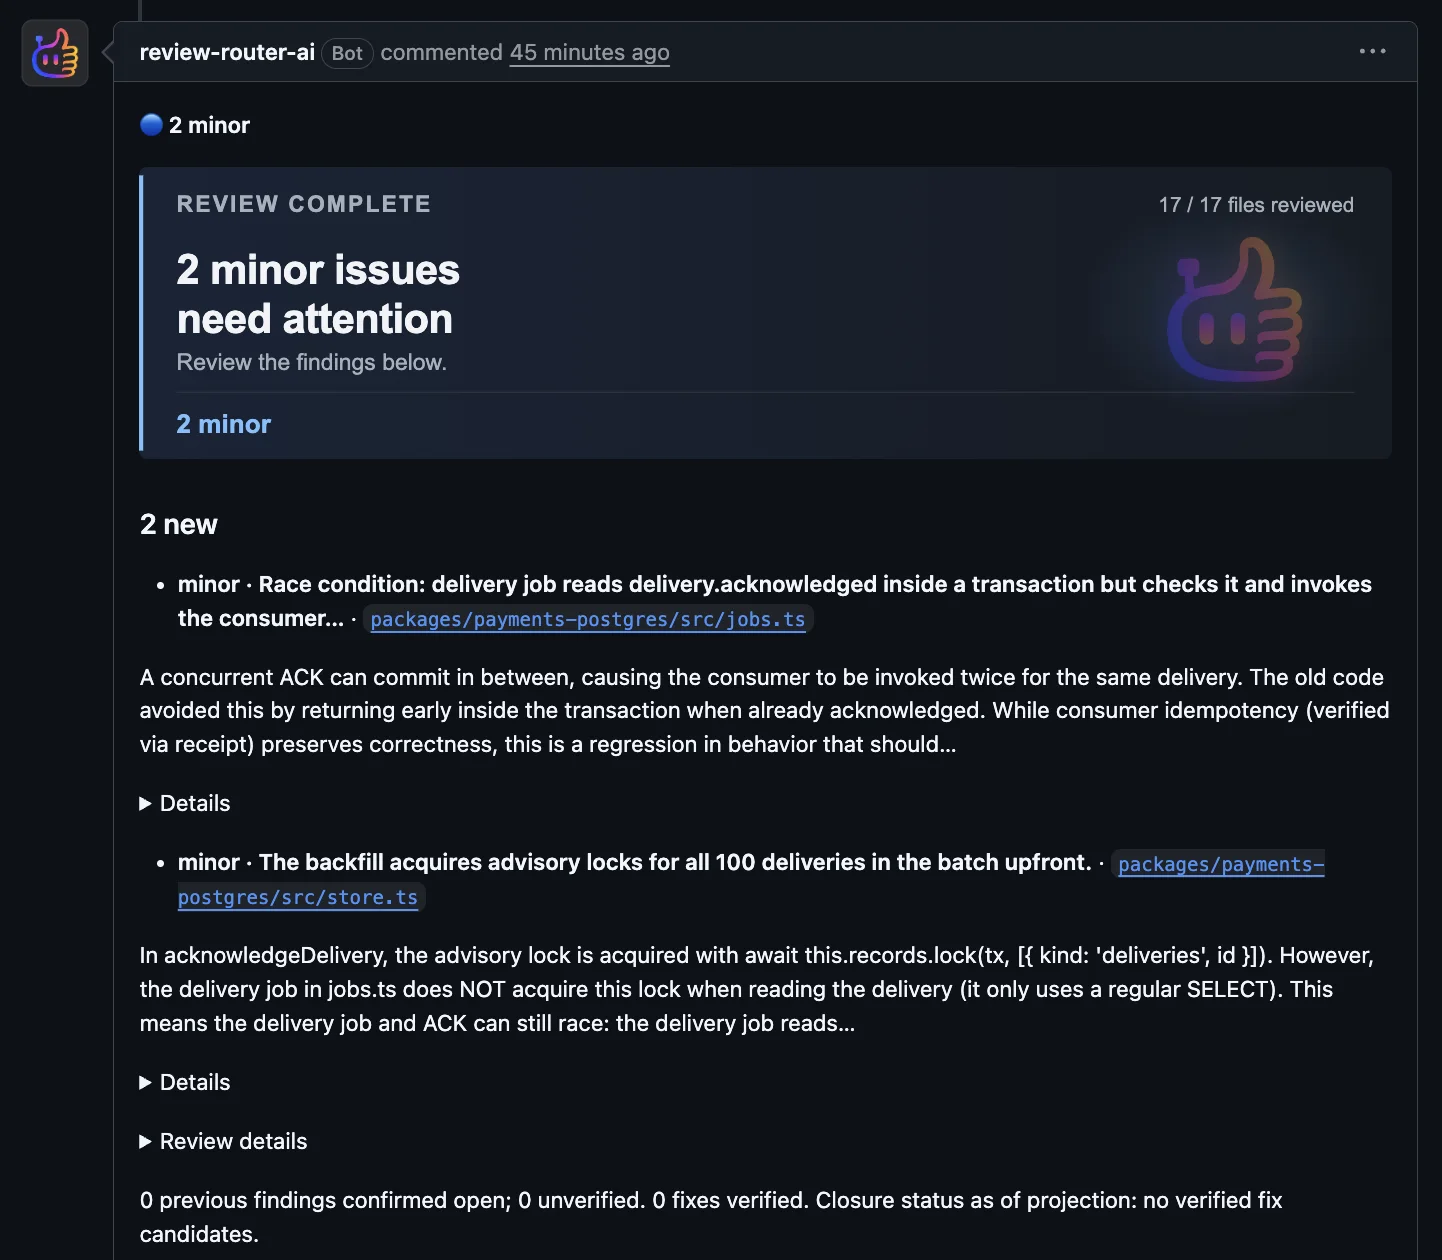 review-router-ai Bot commented 45 minutes ago
2 minor
REVIEW COMPLETE
17 / 17 files reviewed
2 minor issues
need attention
Review the findings below.
2 minor
2 new
• minor · Race condition: delivery job reads delivery.acknowledged inside a transaction but checks it and invokes
the consumer... · packages/payments-postgres/src/jobs.ts
A concurrent ACK can commit in between, causing the consumer to be invoked twice for the same delivery. The old code
avoided this by returning early inside the transaction when already acknowledged. While consumer idempotency (verified
via receipt) preserves correctness, this is a regression in behavior that should...
Details
• minor · The backfill acquires advisory locks for all 100 deliveries in the batch upfront. · packages/payments-
postgres/src/store.ts
In acknowledgeDelivery, the advisory lock is acquired with await this.records.lock(tx, [{ kind: 'deliveries', id }]). However,
the delivery job in jobs.ts does NOT acquire this lock when reading the delivery (it only uses a regular SELECT). This
means the delivery job and ACK can still race: the delivery job reads...
Details
Review details
0 previous findings confirmed open; 0 unverified. 0 fixes verified. Closure status as of projection: no verified fix
candidates.